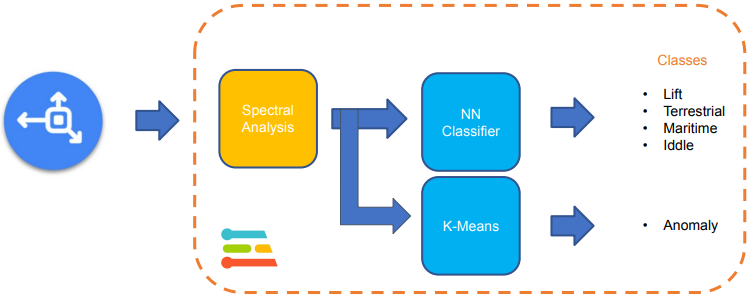 Classes
Spectral
Analysis
NN
Classifier
• Lift
• Terrestrial
• Maritime
• Iddle
K-Means
• Anomaly